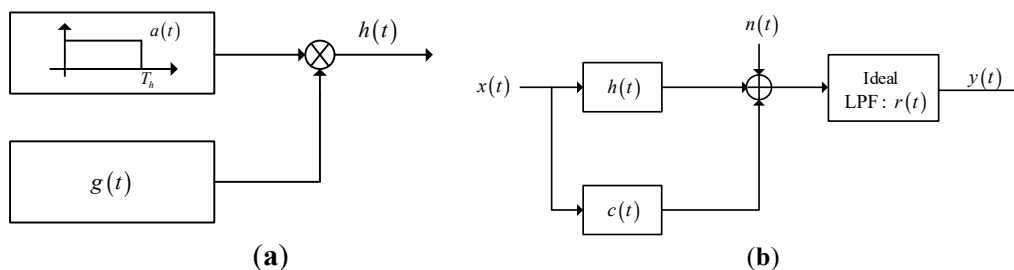 a(t)
T_h
h(t)
g(t)
(a)
n(t)
x(t)
h(t)
Ideal
LPF: r(t)
y(t)
c(t)
(b)